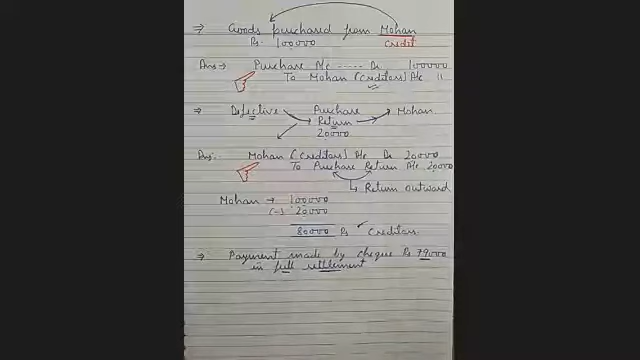 ⇒ Goods purchased from Mohan
Rs. 100000 Credit
Ans⇒ Purchase A/c ----- Dr 100000
To Mohan (Creditors) A/c 11
⇒ Defective Purchase Return → Mohan.
20000
Ans:- Mohan (Creditors) A/c Dr 20000
To Purchase Return A/c 20000
↳ Return outward
Mohan → 100000
(-) 20000
80000 Rs Creditors
⇒ Payment made by cheque Rs 79000
in full settlement